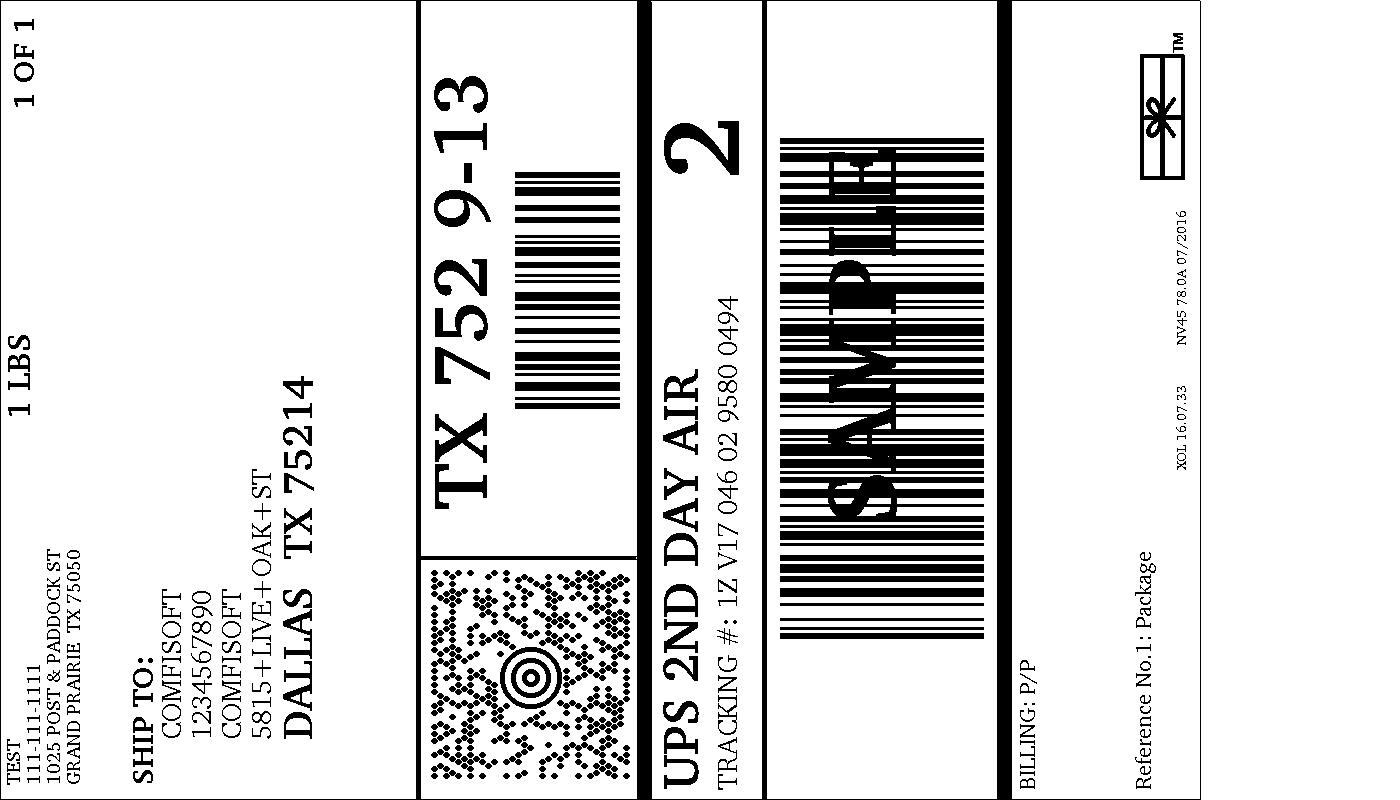 TEST
111-111-1111
1025 POST & PADDOCK ST
GRAND PRAIRIE TX 75050
1 LBS
1 OF 1
SHIP TO:
COMFISOFT
1234567890
COMFISOFT
5815+LIVE+OAK+ST
DALLAS TX 75214
TX 752 9-13
UPS 2ND DAY AIR
2
TRACKING #: 1Z V17 046 02 9580 0494
SAMPLE
BILLING: P/P
Reference No.1: Package
XOL 16.07.33
NV45 78.0A 07/2016
TM